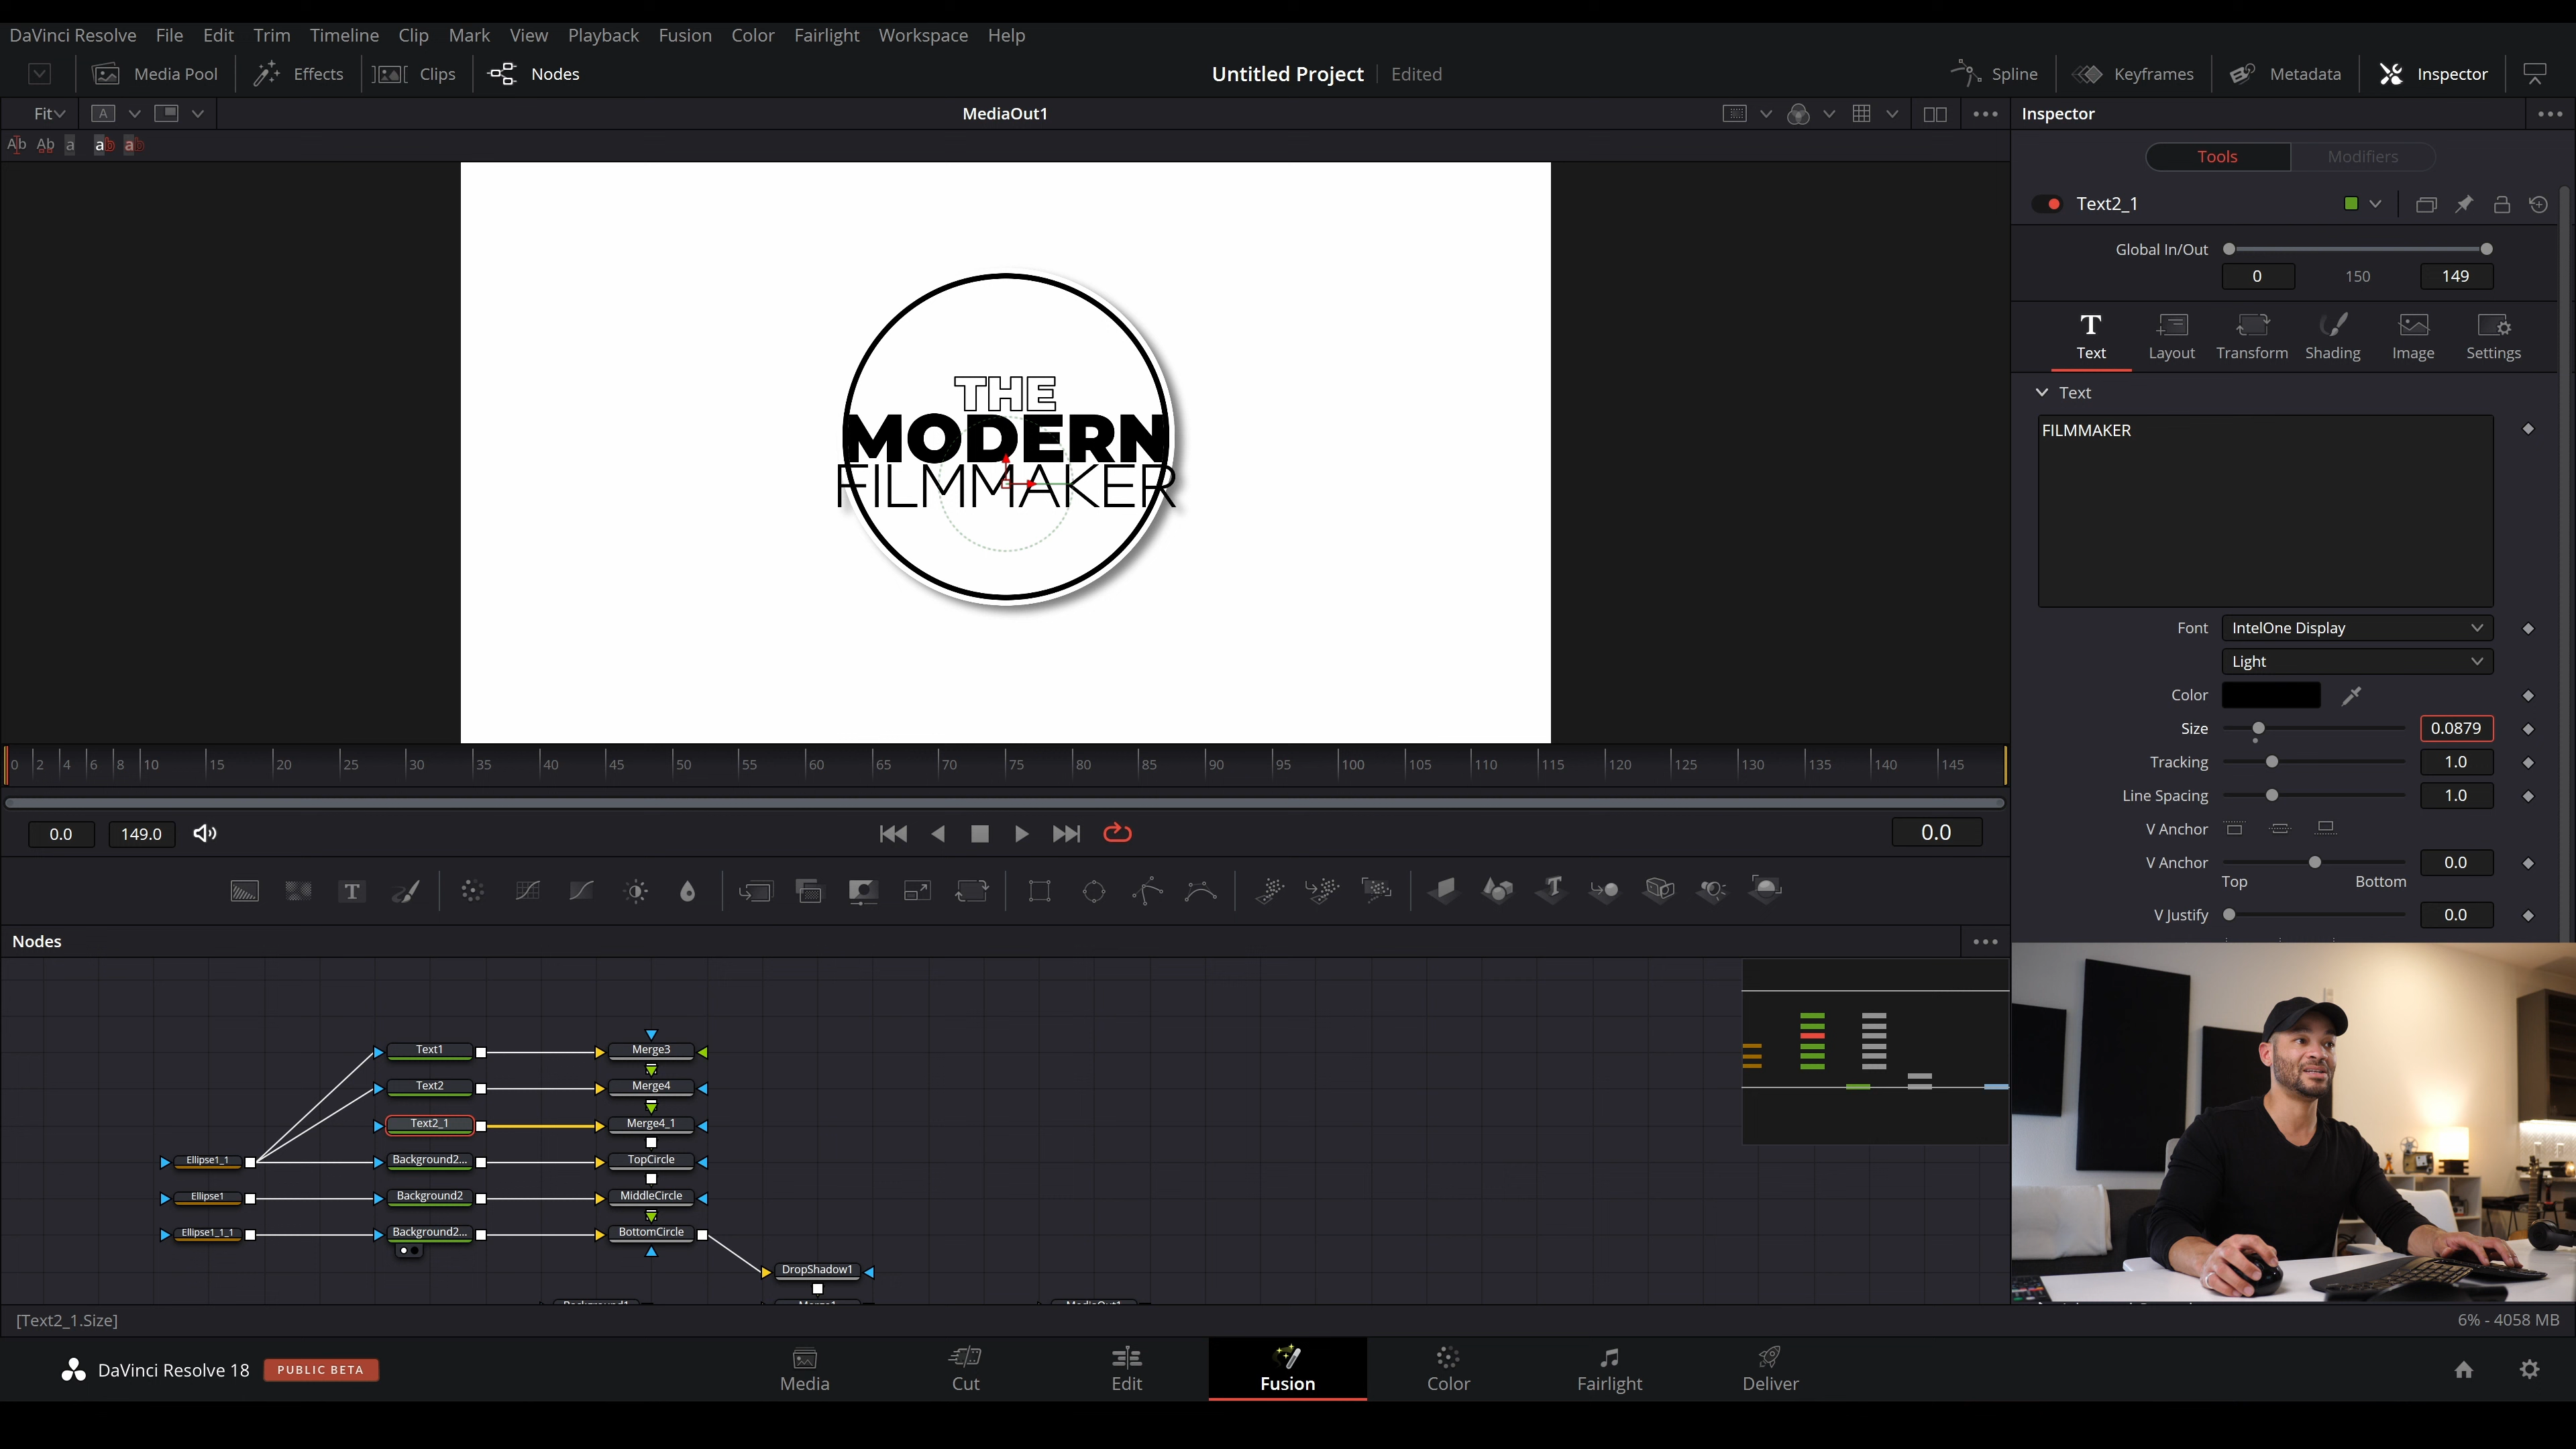 DaVinci Resolve File Edit Trim Timeline Clip Mark View Playback Fusion Color Fairlight Workspace Help
Media Pool Effects Clips Nodes Untitled Project Edited Spline Keyframes Metadata Inspector
Fit A MediaOut1 Inspector
Ab Ab a ab ab
Tools Modifiers
Text2_1
Global In/Out
0 150 149
Text Layout Transform Shading Image Settings
Text
FILMMAKER
THE
MODERN
FILMMAKER
Font IntelOne Display
Light
Color
Size 0.0879
Tracking 1.0
Line Spacing 1.0
V Anchor
V Anchor 0.0
Top Bottom
V Justify 0.0
0 2 4 6 8 10 15 20 25 30 35 40 45 50 55 60 65 70 75 80 85 90 95 100 105 110 115 120 125 130 135 140 145
0.0 149.0 0.0
Nodes
Text1 Merge3
Text2 Merge4
Text2_1 Merge4_1
Ellipse1_1 Background2... TopCircle
Ellipse1 Background2 MiddleCircle
Ellipse1_1_1 Background2... BottomCircle
DropShadow1
Background1 Merge1 MediaOut1
[Text2_1.Size] 6% - 4058 MB
DaVinci Resolve 18 PUBLIC BETA Media Cut Edit Fusion Color Fairlight Deliver